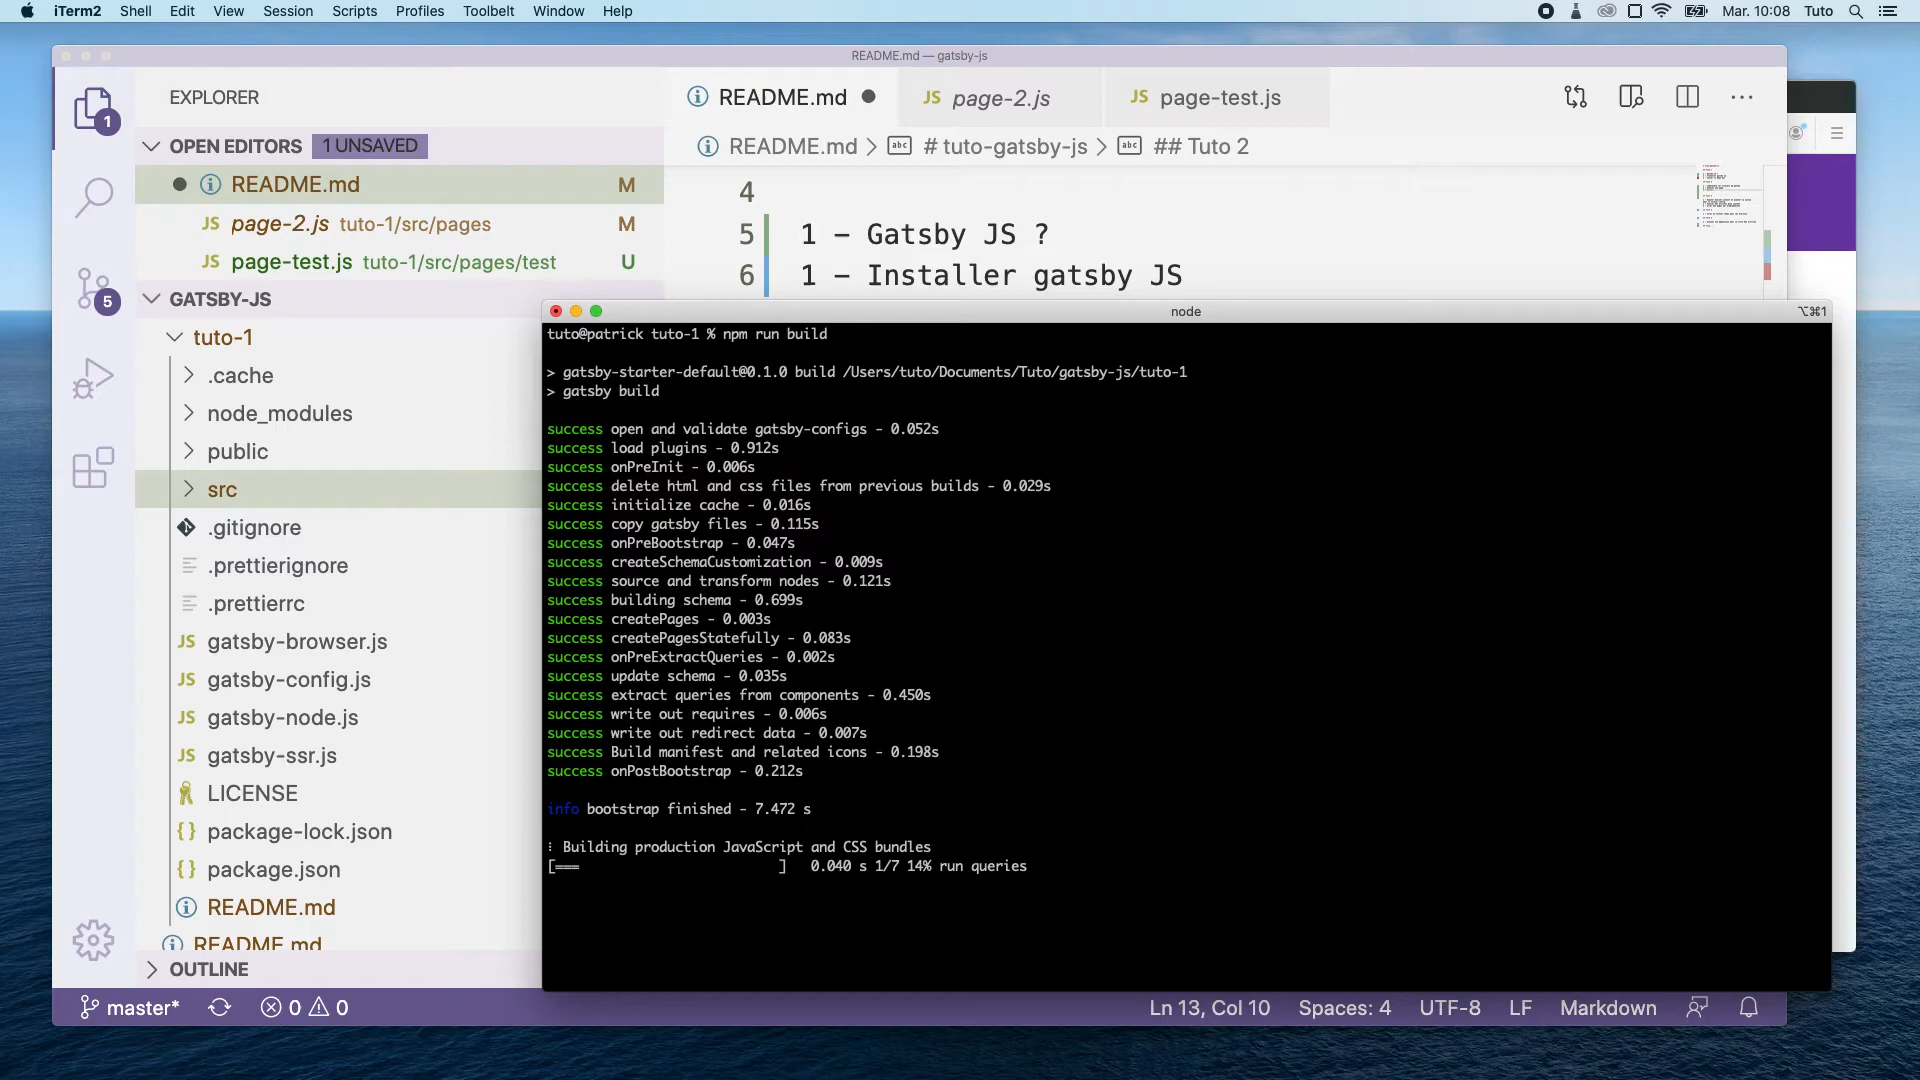 iTerm2 Shell Edit View Session Scripts Profiles Toolbelt Window Help Mar. 10:08 Tuto
README.md — gatsby-js
EXPLORER
README.md JS page-2.js JS page-test.js
OPEN EDITORS 1 UNSAVED
README.md > # tuto-gatsby-js > ## Tuto 2
README.md M
JS page-2.js tuto-1/src/pages M
JS page-test.js tuto-1/src/pages/test U
1
5
GATSBY-JS
tuto-1
.cache
node_modules
public
src
.gitignore
.prettierignore
.prettierrc
JS gatsby-browser.js
JS gatsby-config.js
JS gatsby-node.js
JS gatsby-ssr.js
LICENSE
{} package-lock.json
{} package.json
README.md
README.md
OUTLINE
4
5 1 - Gatsby JS ?
6 1 - Installer gatsby JS
node ⌥⌘1
tuto@patrick tuto-1 % npm run build
> gatsby-starter-default@0.1.0 build /Users/tuto/Documents/Tuto/gatsby-js/tuto-1
> gatsby build
success open and validate gatsby-configs - 0.052s
success load plugins - 0.912s
success onPreInit - 0.006s
success delete html and css files from previous builds - 0.029s
success initialize cache - 0.016s
success copy gatsby files - 0.115s
success onPreBootstrap - 0.047s
success createSchemaCustomization - 0.009s
success source and transform nodes - 0.121s
success building schema - 0.699s
success createPages - 0.003s
success createPagesStatefully - 0.083s
success onPreExtractQueries - 0.002s
success update schema - 0.035s
success extract queries from components - 0.450s
success write out requires - 0.006s
success write out redirect data - 0.007s
success Build manifest and related icons - 0.198s
success onPostBootstrap - 0.212s
info bootstrap finished - 7.472 s
⠇ Building production JavaScript and CSS bundles
[=== ] 0.040 s 1/7 14% run queries
master* 0 0 Ln 13, Col 10 Spaces: 4 UTF-8 LF Markdown